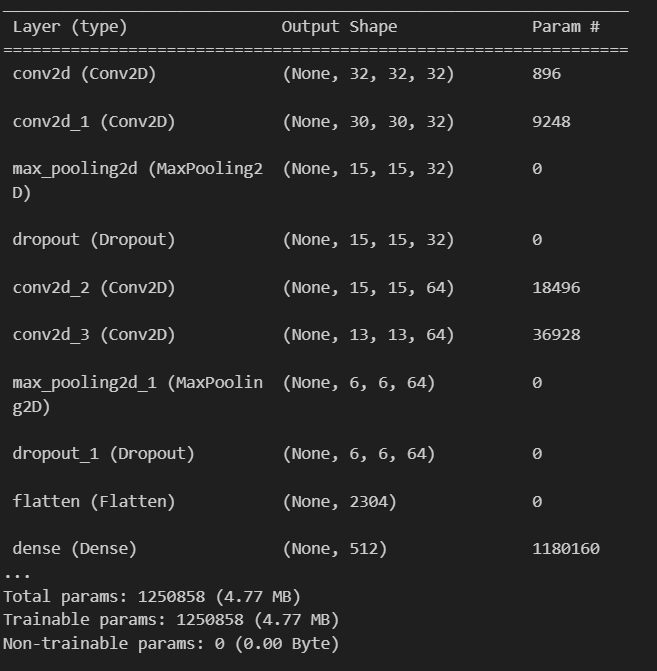 Layer (type) Output Shape Param #
=================================================================
conv2d (Conv2D) (None, 32, 32, 32) 896
conv2d_1 (Conv2D) (None, 30, 30, 32) 9248
max_pooling2d (MaxPooling2 (None, 15, 15, 32) 0
D)
dropout (Dropout) (None, 15, 15, 32) 0
conv2d_2 (Conv2D) (None, 15, 15, 64) 18496
conv2d_3 (Conv2D) (None, 13, 13, 64) 36928
max_pooling2d_1 (MaxPoolin (None, 6, 6, 64) 0
g2D)
dropout_1 (Dropout) (None, 6, 6, 64) 0
flatten (Flatten) (None, 2304) 0
dense (Dense) (None, 512) 1180160
...
Total params: 1250858 (4.77 MB)
Trainable params: 1250858 (4.77 MB)
Non-trainable params: 0 (0.00 Byte)